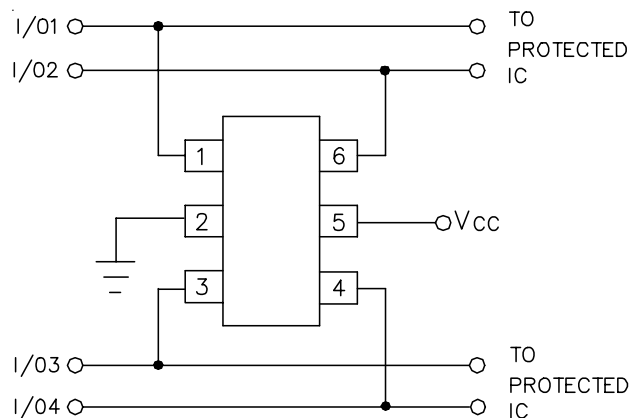 I/01
TO
PROTECTED
I/02
IC
1
6
2
5
Vcc
3
4
I/03
TO
PROTECTED
I/04
IC